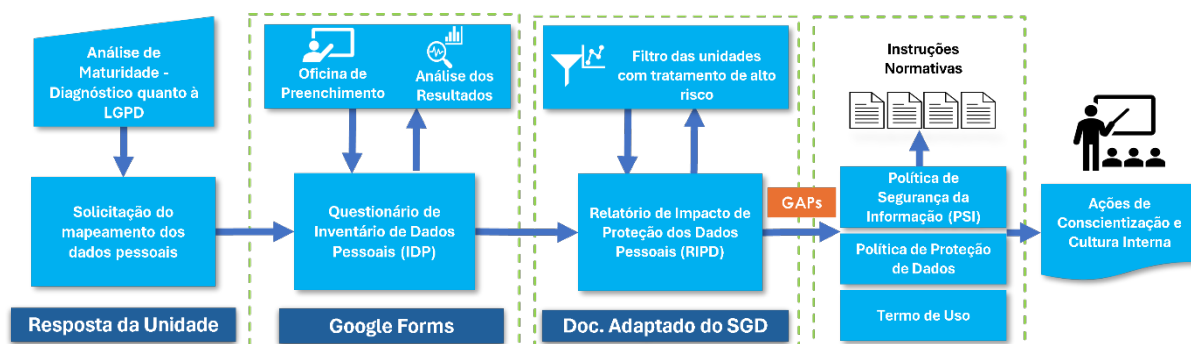 Análise de
Maturidade -
Diagnóstico quanto à
LGPD
Solicitação do
mapeamento dos
dados pessoais
Resposta da Unidade
Oficina de
Preenchimento
Análise dos
Resultados
Questionário de
Inventário de Dados
Pessoais (IDP)
Google Forms
Filtro das unidades
com tratamento de alto
risco
Relatório de Impacto de
Proteção dos Dados
Pessoais (RIPD)
Doc. Adaptado do SGD
GAPs
Instruções
Normativas
Política de
Segurança da
Informação (PSI)
Política de Proteção
de Dados
Termo de Uso
Ações de
Conscientização e
Cultura Interna